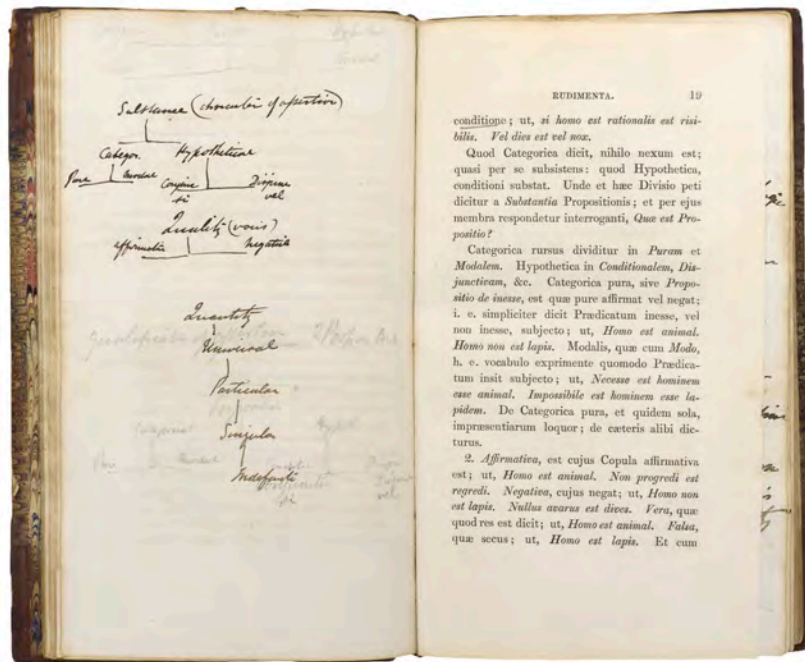 Substance (character of assertion)
Categor. Hypothetical
Pure Modal Conjunc Disjunc
si vel
Quality (vocis)
affirmative negative
Quantity
Universal
Particular
Singular
Indefinite
RUDIMENTA. 19
conditione; ut, si homo est rationalis est risi-
bilis. Vel dies est vel nox.
Quod Categorica dicit, nihilo nexum est;
quasi per se subsistens: quod Hypothetica,
conditioni substat. Unde et hæc Divisio peti
dicitur a Substantia Propositionis; et per ejus
membra respondetur interroganti, Quæ est Pro-
positio?
Categorica rursus dividitur in Puram et
Modalem. Hypothetica in Conditionalem, Dis-
junctivam, &c. Categorica pura, sive Propo-
sitio de inesse, est quæ pure affirmat vel negat;
i. e. simpliciter dicit Prædicatum inesse, vel
non inesse, subjecto; ut, Homo est animal.
Homo non est lapis. Modalis, quæ cum Modo,
h. e. vocabulo exprimente quomodo Prædica-
tum insit subjecto; ut, Necesse est hominem
esse animal. Impossibile est hominem esse la-
pidem. De Categorica pura, et quidem sola,
impræsentiarum loquor; de cæteris alibi dic-
turus.
2. Affirmativa, est cujus Copula affirmativa
est; ut, Homo est animal. Non progredi est
regredi. Negativa, cujus negat; ut, Homo non
est lapis. Nullus avarus est dives. Vera, quæ
quod res est dicit; ut, Homo est animal. Falsa,
quæ secus; ut, Homo est lapis. Et cum